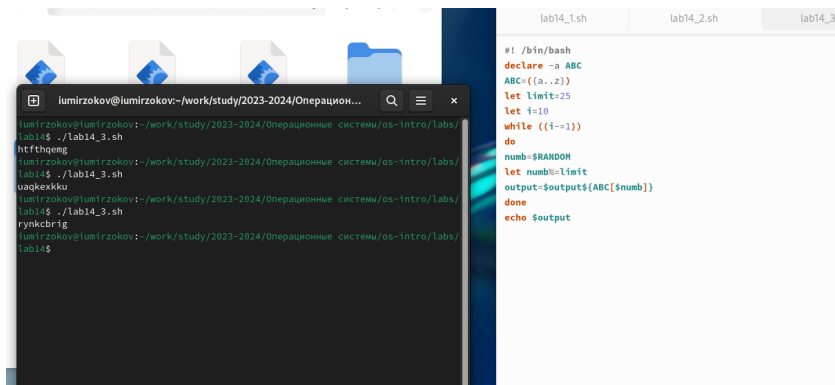 lab14_1.sh
lab14_2.sh
lab14_3
iumirzokov@iumirzokov:~/work/study/2023-2024/Операцион...
iumirzokov@iumirzokov:~/work/study/2023-2024/Операционные системы/os-intro/labs/
lab14$ ./lab14_3.sh
htfthqemg
iumirzokov@iumirzokov:~/work/study/2023-2024/Операционные системы/os-intro/labs/
lab14$ ./lab14_3.sh
uaqkexkku
iumirzokov@iumirzokov:~/work/study/2023-2024/Операционные системы/os-intro/labs/
lab14$ ./lab14_3.sh
rynkcbrig
iumirzokov@iumirzokov:~/work/study/2023-2024/Операционные системы/os-intro/labs/
lab14$
#! /bin/bash
declare -a ABC
ABC=({a..z})
let limit=25
let i=10
while ((i-=1))
do
numb=$RANDOM
let numb%=limit
output=$output${ABC[$numb]}
done
echo $output